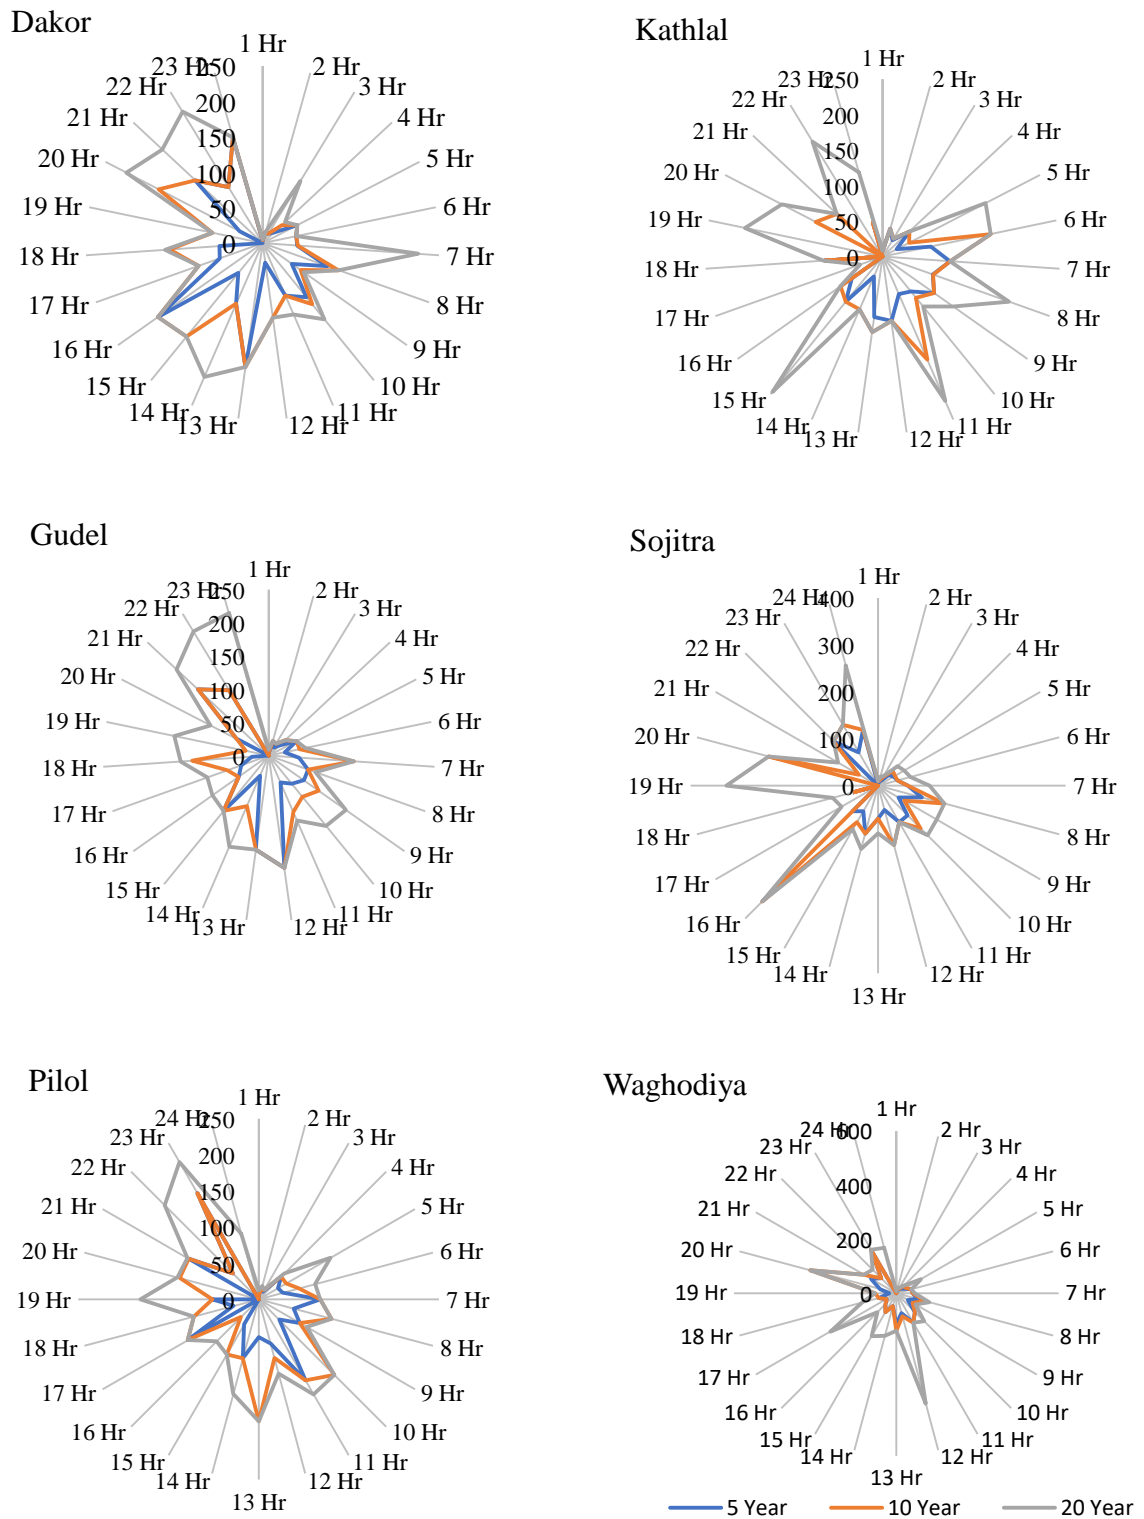 Dakor
1 Hr
2 Hr
3 Hr
4 Hr
5 Hr
6 Hr
7 Hr
8 Hr
9 Hr
10 Hr
11 Hr
12 Hr
13 Hr
14 Hr
15 Hr
16 Hr
17 Hr
18 Hr
19 Hr
20 Hr
21 Hr
22 Hr
23 Hr
250
200
150
100
50
0
Kathlal
1 Hr
2 Hr
3 Hr
4 Hr
5 Hr
6 Hr
7 Hr
8 Hr
9 Hr
10 Hr
11 Hr
12 Hr
13 Hr
14 Hr
15 Hr
16 Hr
17 Hr
18 Hr
19 Hr
20 Hr
21 Hr
22 Hr
23 Hr
250
200
150
100
50
0
Gudel
1 Hr
2 Hr
3 Hr
4 Hr
5 Hr
6 Hr
7 Hr
8 Hr
9 Hr
10 Hr
11 Hr
12 Hr
13 Hr
14 Hr
15 Hr
16 Hr
17 Hr
18 Hr
19 Hr
20 Hr
21 Hr
22 Hr
23 Hr
250
200
150
100
50
0
Sojitra
1 Hr
2 Hr
3 Hr
4 Hr
5 Hr
6 Hr
7 Hr
8 Hr
9 Hr
10 Hr
11 Hr
12 Hr
13 Hr
14 Hr
15 Hr
16 Hr
17 Hr
18 Hr
19 Hr
20 Hr
21 Hr
22 Hr
23 Hr
24 Hr
400
300
200
100
0
Pilol
1 Hr
2 Hr
3 Hr
4 Hr
5 Hr
6 Hr
7 Hr
8 Hr
9 Hr
10 Hr
11 Hr
12 Hr
13 Hr
14 Hr
15 Hr
16 Hr
17 Hr
18 Hr
19 Hr
20 Hr
21 Hr
22 Hr
23 Hr
24 Hr
250
200
150
100
50
0
Waghodiya
1 Hr
2 Hr
3 Hr
4 Hr
5 Hr
6 Hr
7 Hr
8 Hr
9 Hr
10 Hr
11 Hr
12 Hr
13 Hr
14 Hr
15 Hr
16 Hr
17 Hr
18 Hr
19 Hr
20 Hr
21 Hr
22 Hr
23 Hr
24 Hr
600
400
200
0
5 Year
10 Year
20 Year